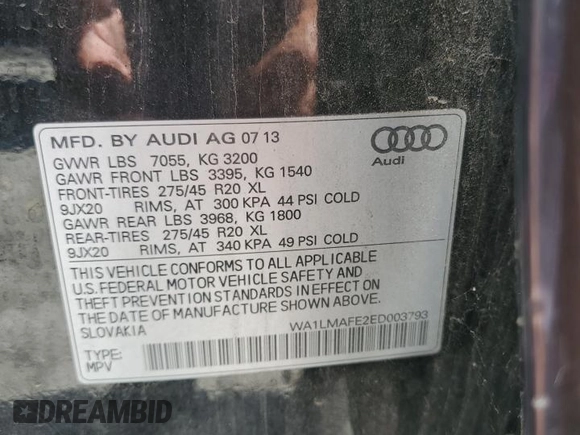 MFD. BY AUDI AG 07 13
Audi
GVWR LBS 7055, KG 3200
GAWR FRONT LBS 3395, KG 1540
FRONT-TIRES 275/45 R20 XL
9JX20 RIMS, AT 300 KPA 44 PSI COLD
GAWR REAR LBS 3968, KG 1800
REAR-TIRES 275/45 R20 XL
9JX20 RIMS, AT 340 KPA 49 PSI COLD
THIS VEHICLE CONFORMS TO ALL APPLICABLE
U.S.FEDERAL MOTOR VEHICLE SAFETY AND
THEFT PREVENTION STANDARDS IN EFFECT ON
THE DATE OF MANUFACTURE SHOWN ABOVE.
SLOVAKIA
WA1LMAFE2ED003793
TYPE:
MPV
DREAMBID